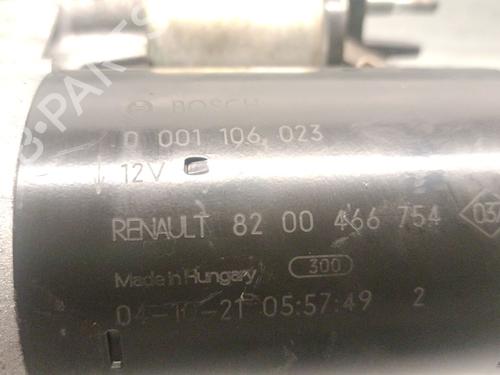 BOSCH
0 001 106 023
12V
RENAULT 82 00 466 754
Made in Hungary 300
04-10-21 05:57:49 2